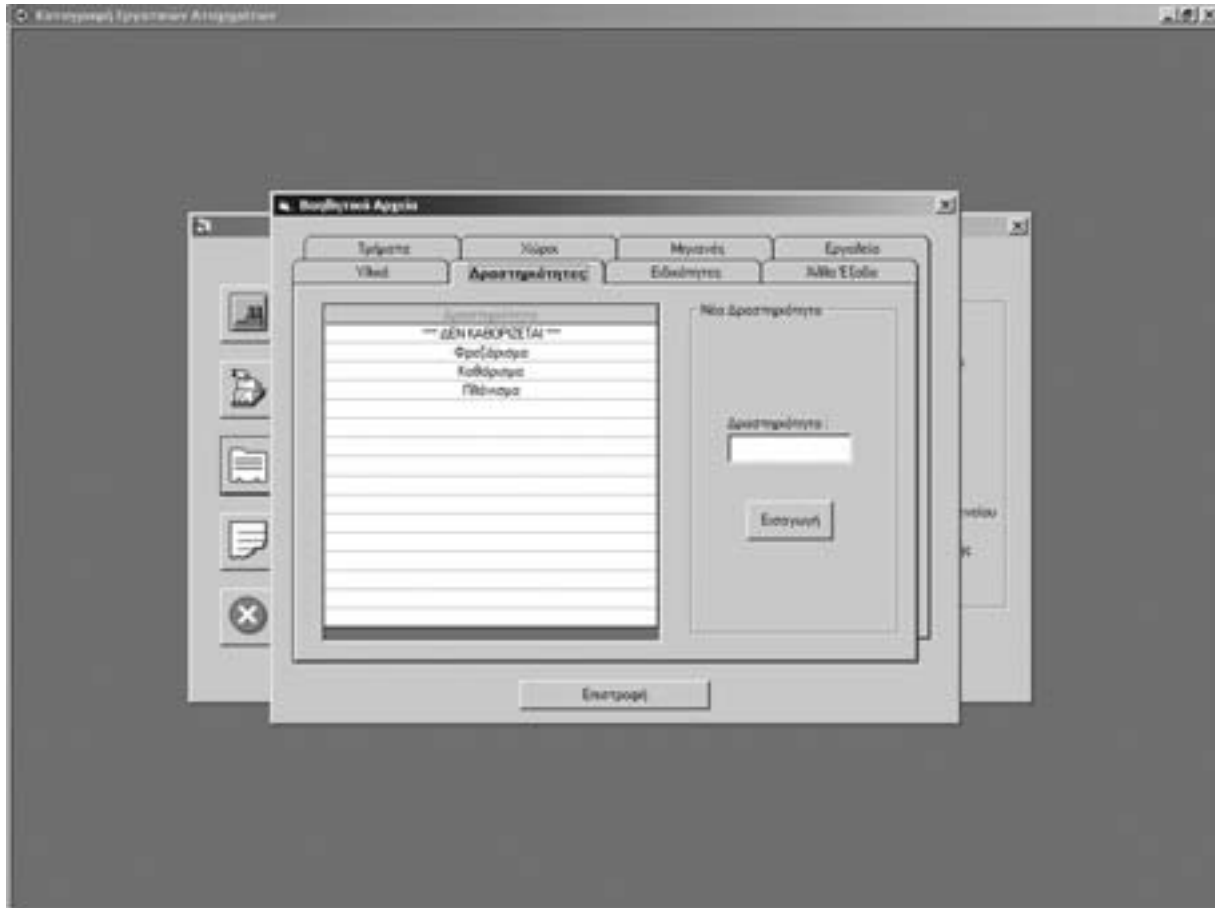 Καταγραφή Εργατικών Ατυχημάτων
Βοηθητικά Αρχεία
Τμήματα Χώροι Μηχανές Εργαλεία
Υλικά Δραστηριότητες Ειδικότητες Άλλα Έξοδα
Δραστηριότητα
*** ΔΕΝ ΚΑΘΟΡΙΖΕΤΑΙ ***
Φρεζάρισμα
Καθάρισμα
Πλάνισμα
Νέα Δραστηριότητα
Δραστηριότητα :
Εισαγωγή
Επιστροφή